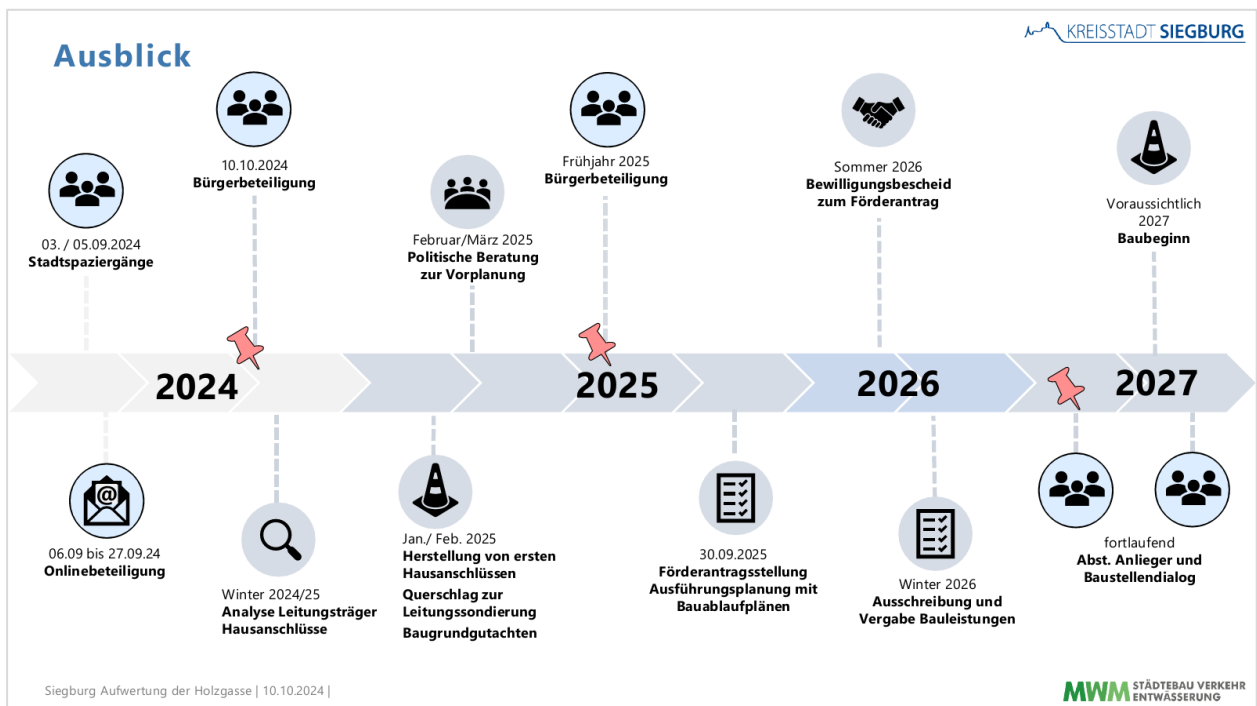 Ausblick
KREISSTADT SIEGBURG
03. / 05.09.2024
Stadtspaziergänge
10.10.2024
Bürgerbeteiligung
Februar/März 2025
Politische Beratung
zur Vorplanung
Frühjahr 2025
Bürgerbeteiligung
Sommer 2026
Bewilligungsbescheid
zum Förderantrag
Voraussichtlich
2027
Baubeginn
2024
2025
2026
2027
@
06.09 bis 27.09.24
Onlinebeteiligung
Winter 2024/25
Analyse Leitungsträger
Hausanschlüsse
Jan./ Feb. 2025
Herstellung von ersten
Hausanschlüssen
Querschlag zur
Leitungssondierung
Baugrundgutachten
30.09.2025
Förderantragsstellung
Ausführungsplanung mit
Bauablaufplänen
Winter 2026
Ausschreibung und
Vergabe Bauleistungen
fortlaufend
Abst. Anlieger und
Baustellendialog
Siegburg Aufwertung der Holzgasse | 10.10.2024 |
MWM STÄDTEBAU VERKEHR
ENTWÄSSERUNG